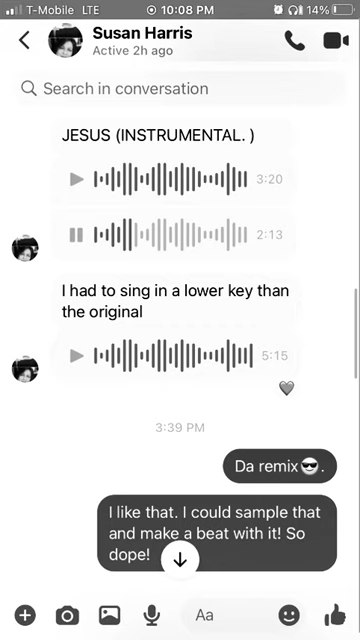 T-Mobile LTE 10:08 PM 14%
Susan Harris
Active 2h ago
Search in conversation
JESUS (INSTRUMENTAL. )
3:20
2:13
I had to sing in a lower key than
the original
5:15
3:39 PM
Da remix😎.
I like that. I could sample that
and make a beat with it! So
dope!
Aa